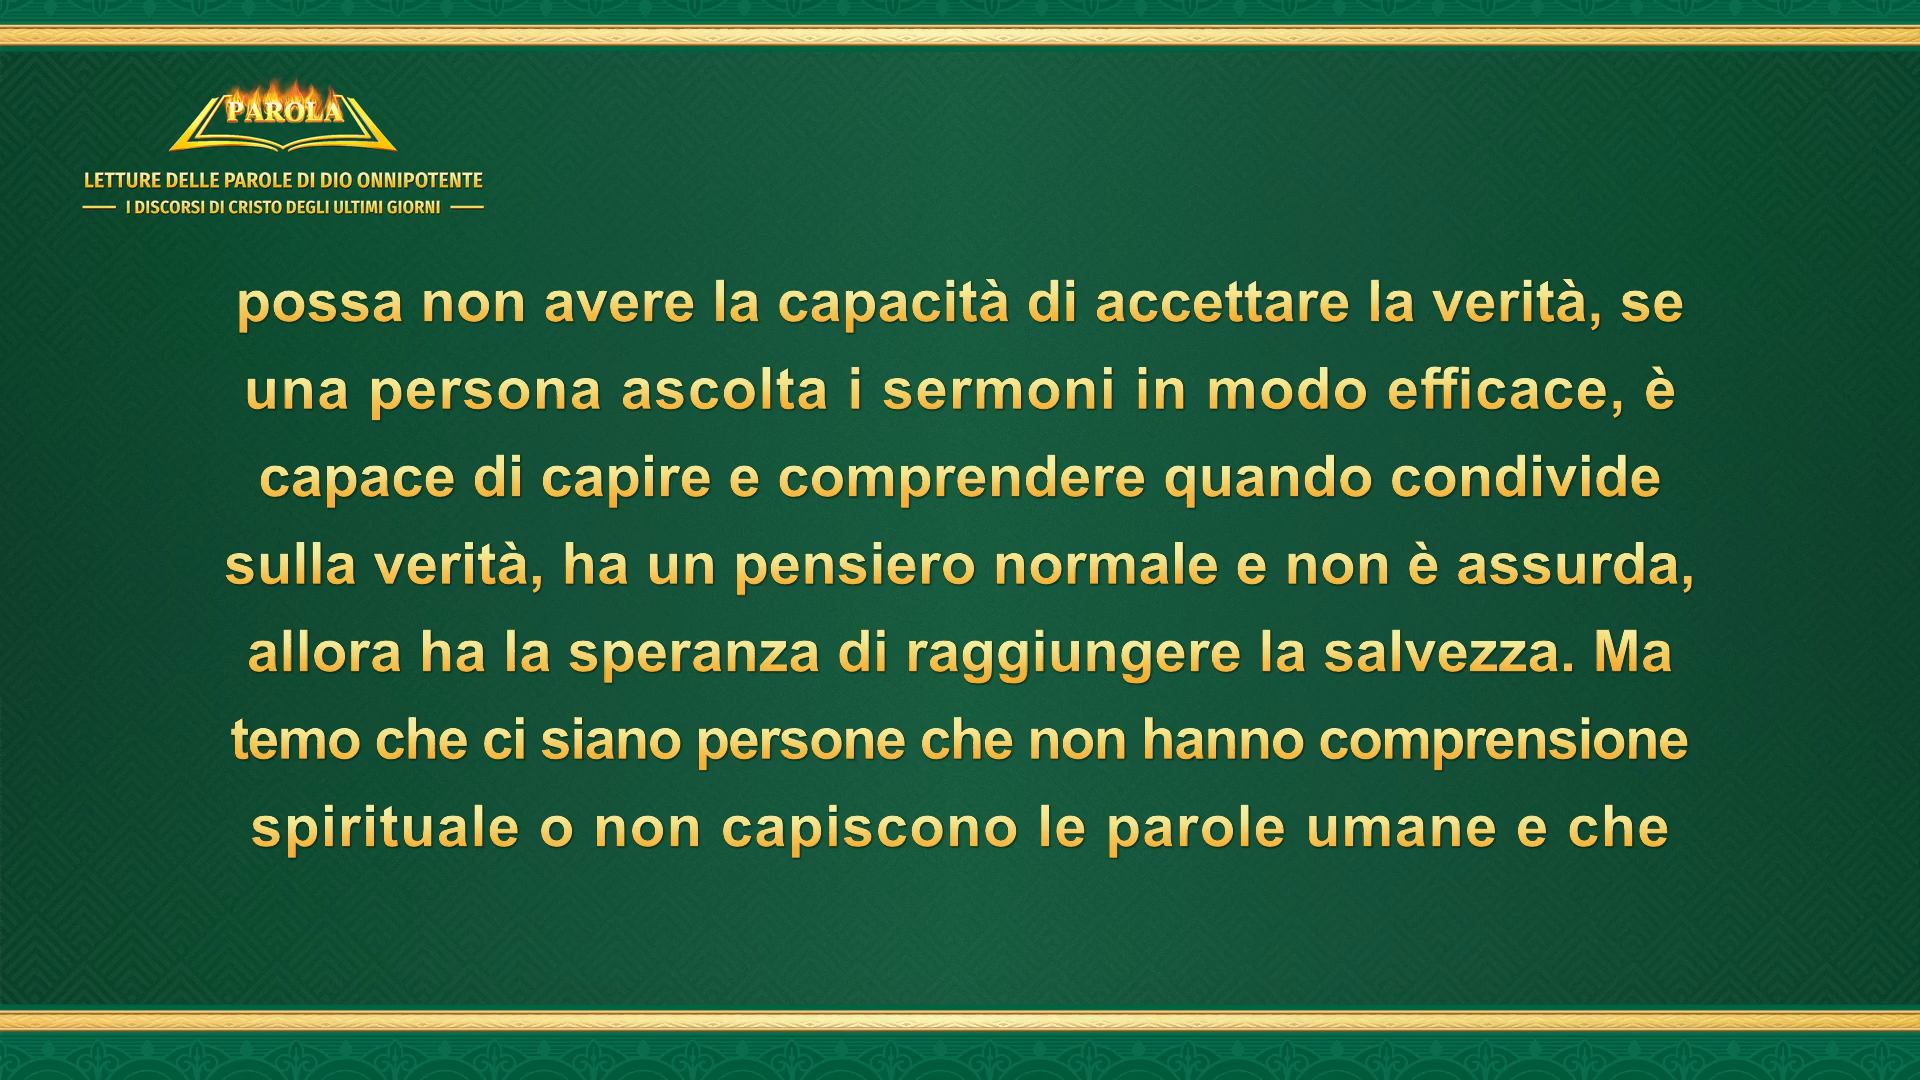 PAROLA
LETTURE DELLE PAROLE DI DIO ONNIPOTENTE
I DISCORSI DI CRISTO DEGLI ULTIMI GIORNI
possa non avere la capacità di accettare la verità, se
una persona ascolta i sermoni in modo efficace, è
capace di capire e comprendere quando condivide
sulla verità, ha un pensiero normale e non è assurda,
allora ha la speranza di raggiungere la salvezza. Ma
temo che ci siano persone che non hanno comprensione
spirituale o non capiscono le parole umane e che